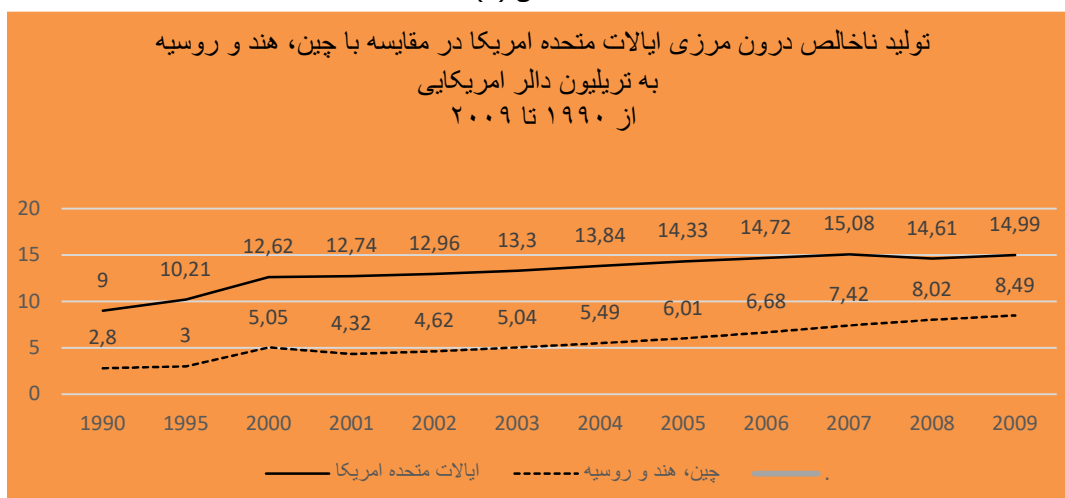 تولید ناخالص درون مرزی ایالات متحده امریکا در مقایسه با چین، هند و روسیه
به تریلیون دالر امریکایی
از ۱۹۹۰ تا ۲۰۰۹
20
15
10
5
0
9 10,21 12,62 12,74 12,96 13,3 13,84 14,33 14,72 15,08 14,61 14,99
2,8 3 5,05 4,32 4,62 5,04 5,49 6,01 6,68 7,42 8,02 8,49
1990 1995 2000 2001 2002 2003 2004 2005 2006 2007 2008 2009
ایالات متحده امریکا چین، هند و روسیه .